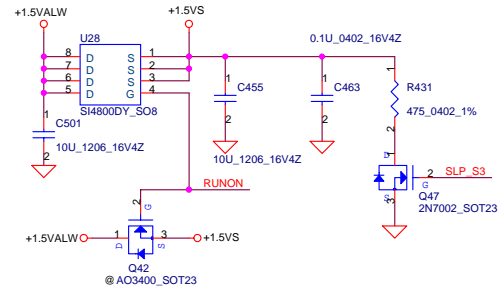 +1.5VALW +1.5VS
U28
8 D S 1
7 D S 2
6 D S 3
5 D G 4
SI4800DY_SO8
0.1U_0402_16V4Z
1 C501 2
10U_1206_16V4Z
1 C455 2
10U_1206_16V4Z
1 C463 2
1 R431
475_0402_1%
2
D
SLP_S3
2 G
S 3
Q47
2N7002_SOT23
RUNON
2 G
+1.5VALW 1 D S 3 +1.5VS
Q42
@AO3400_SOT23